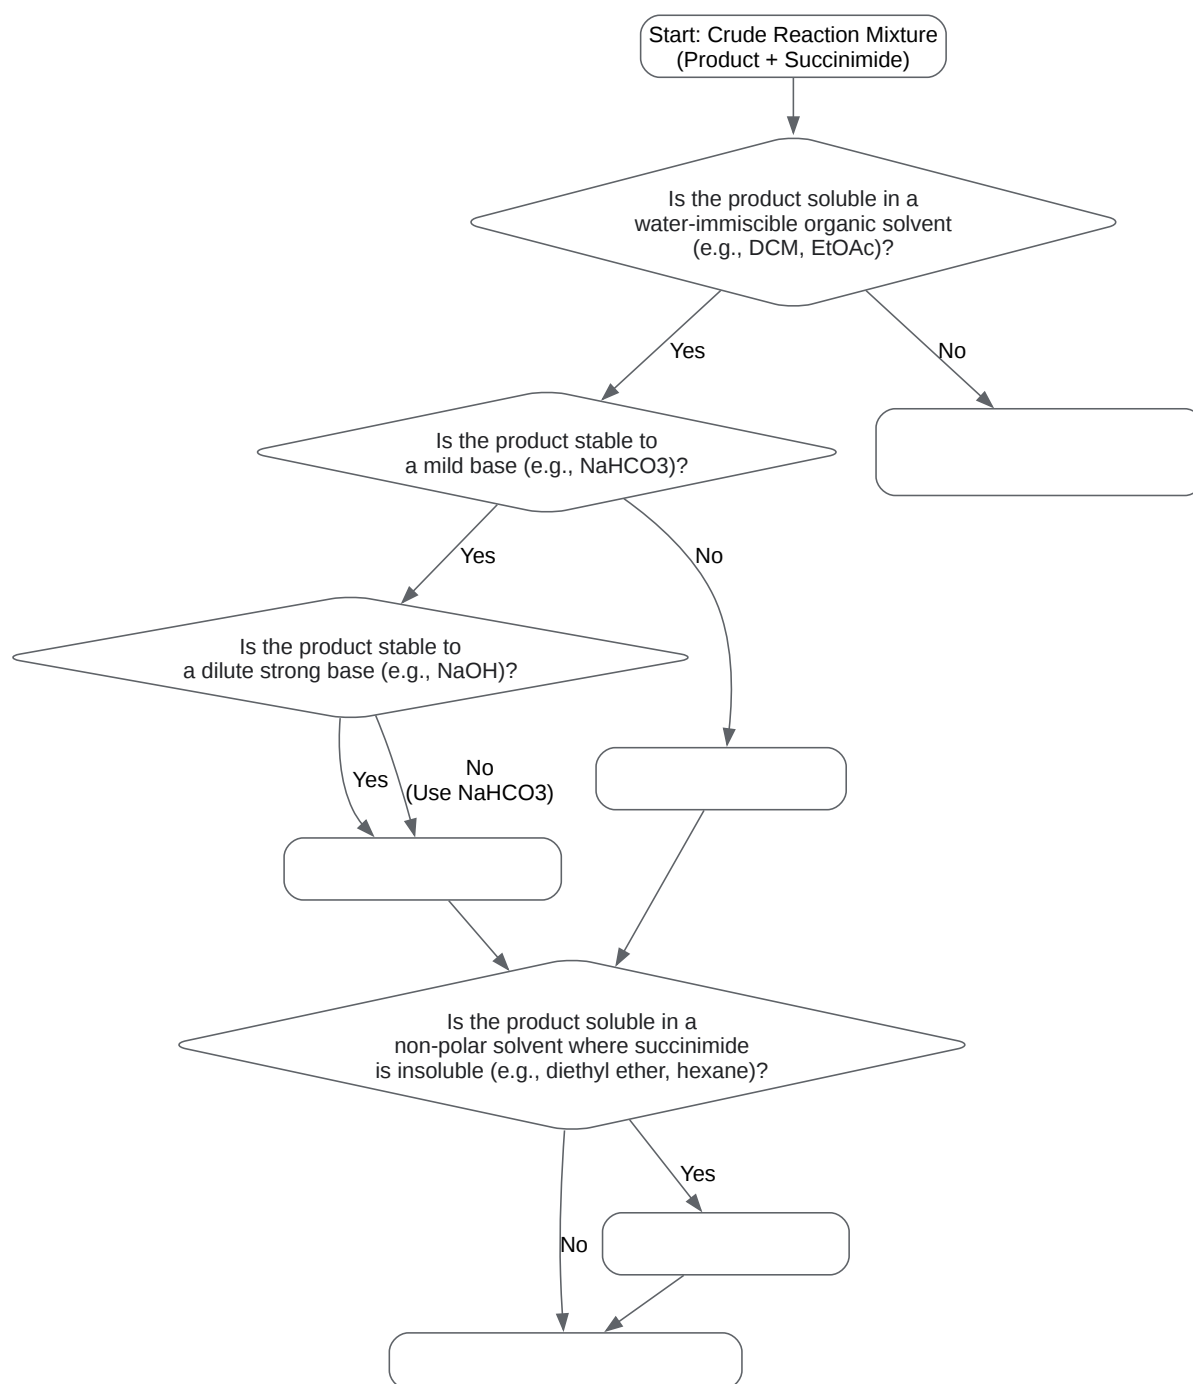 Start: Crude Reaction Mixture
(Product + Succinimide)
Is the product soluble in a
water-immiscible organic solvent
(e.g., DCM, EtOAc)?
Yes
No
Is the product stable to
a mild base (e.g., NaHCO3)?
Yes
No
Is the product stable to
a dilute strong base (e.g., NaOH)?
Yes
No
(Use NaHCO3)
Is the product soluble in a
non-polar solvent where succinimide
is insoluble (e.g., diethyl ether, hexane)?
Yes
No